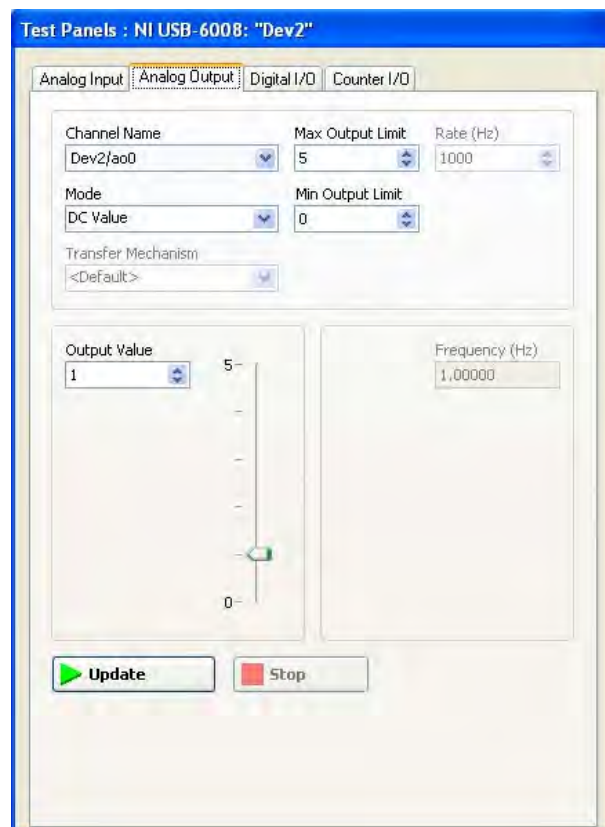 Test Panels : NI USB-6008: "Dev2"
Analog Input Analog Output Digital I/O Counter I/O
Channel Name Max Output Limit Rate (Hz)
Dev2/ao0 5 1000
Mode Min Output Limit
DC Value 0
Transfer Mechanism
<Default>
Output Value Frequency (Hz)
1 5 1.00000
0
Update Stop